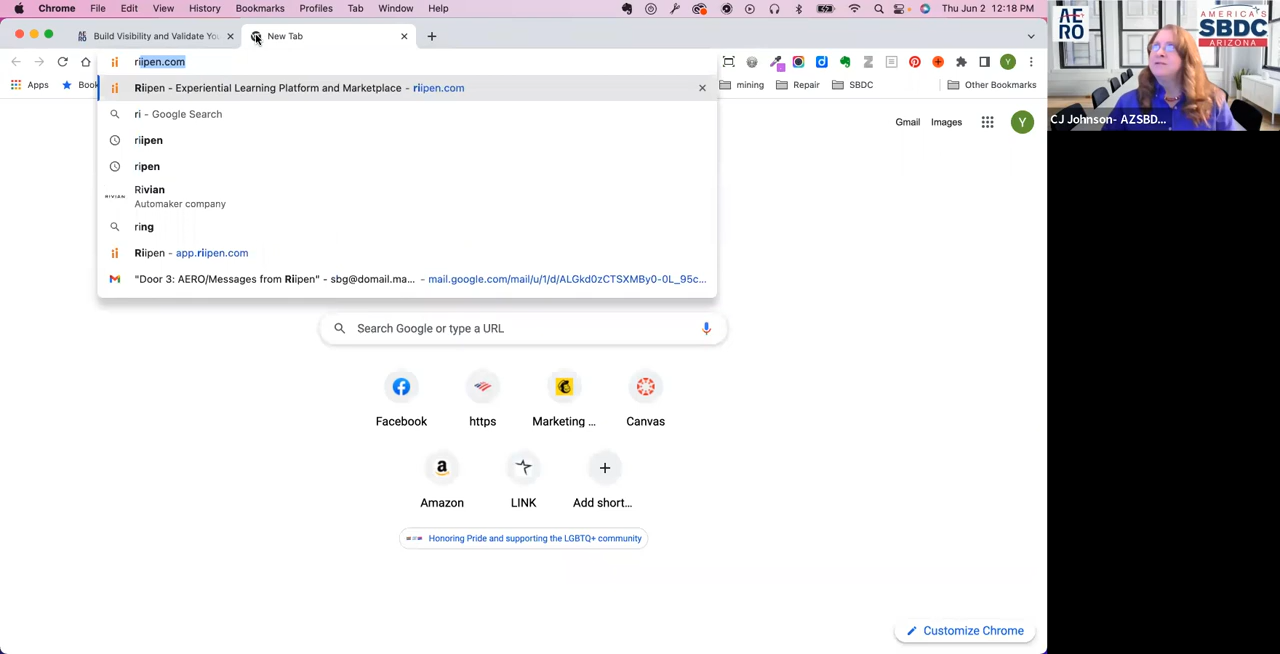 Chrome File Edit View History Bookmarks Profiles Tab Window Help
Thu Jun 2 12:18 PM
Build Visibility and Validate You
New Tab
riipen.com
Apps
Book
mining
Repair
SBDC
Other Bookmarks
Riipen - Experiential Learning Platform and Marketplace - riipen.com
ri - Google Search
riipen
ripen
RIVIAN
Rivian
Automaker company
ring
Riipen - app.riipen.com
"Door 3: AERO/Messages from Riipen" - sbg@domail.ma... - mail.google.com/mail/u/1/d/ALGkd0zCTSXMBy0-0L_95c...
Gmail Images
Y
Search Google or type a URL
Facebook
https
Marketing ...
Canvas
Amazon
LINK
Add short...
Honoring Pride and supporting the LGBTQ+ community
Customize Chrome
AERO
AMERICA'S
SBDC
ARIZONA
CJ Johnson- AZSBD...